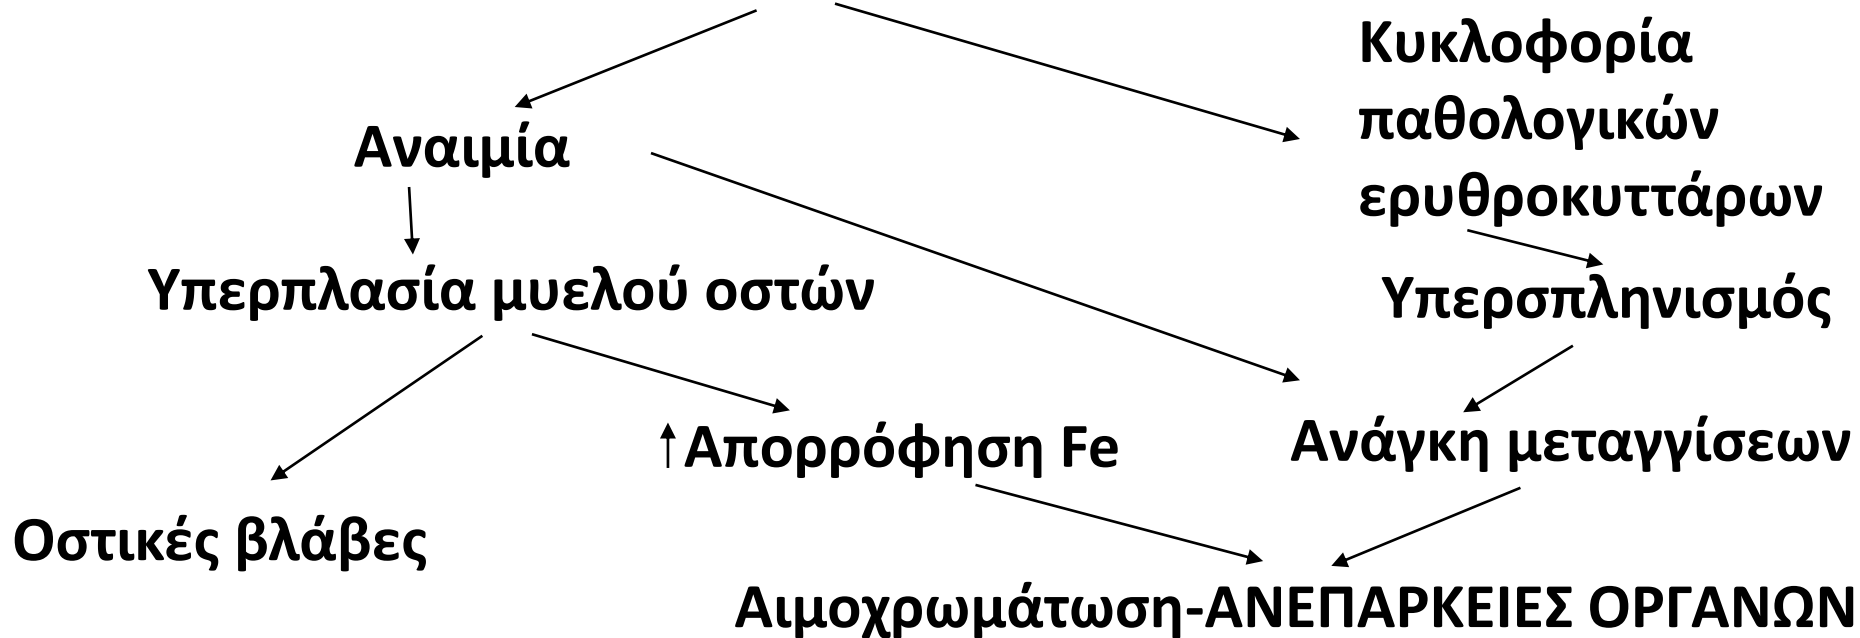 Κυκλοφορία
παθολογικών
ερυθροκυττάρων
Αναιμία
Υπερπλασία μυελού οστών
Υπερσπληνισμός
Απορρόφηση Fe
Ανάγκη μεταγγίσεων
Οστικές βλάβες
Αιμοχρωμάτωση-ΑΝΕΠΑΡΚΕΙΕΣ ΟΡΓΑΝΩΝ